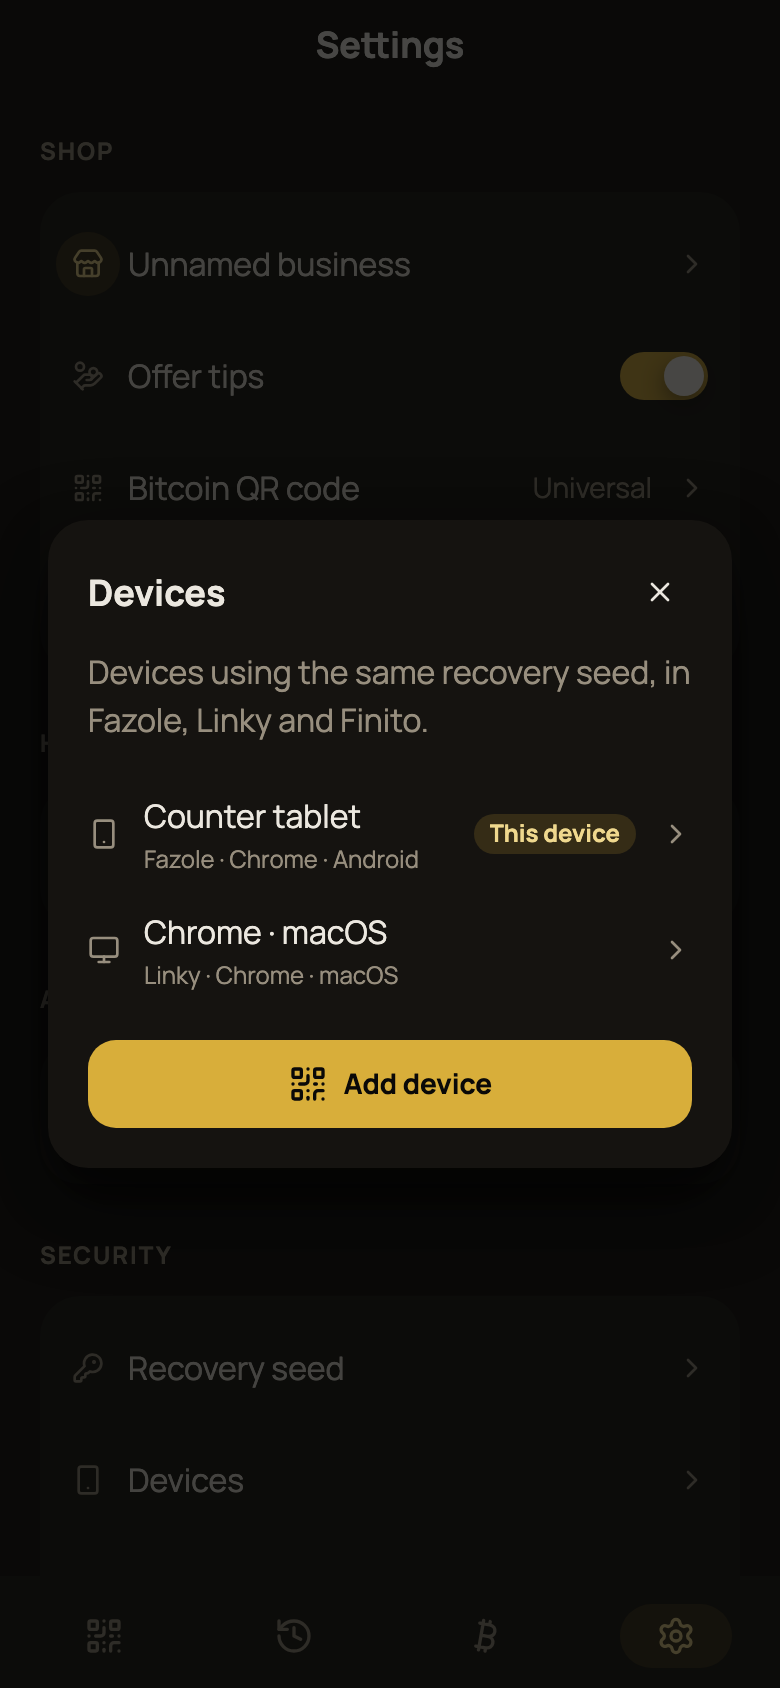 Settings
SHOP
Unnamed business
Offer tips
Bitcoin QR code Universal
Devices
Devices using the same recovery seed, in
Fazole, Linky and Finito.
Counter tablet
This device
Fazole · Chrome · Android
Chrome · macOS
Linky · Chrome · macOS
Add device
SECURITY
Recovery seed
Devices